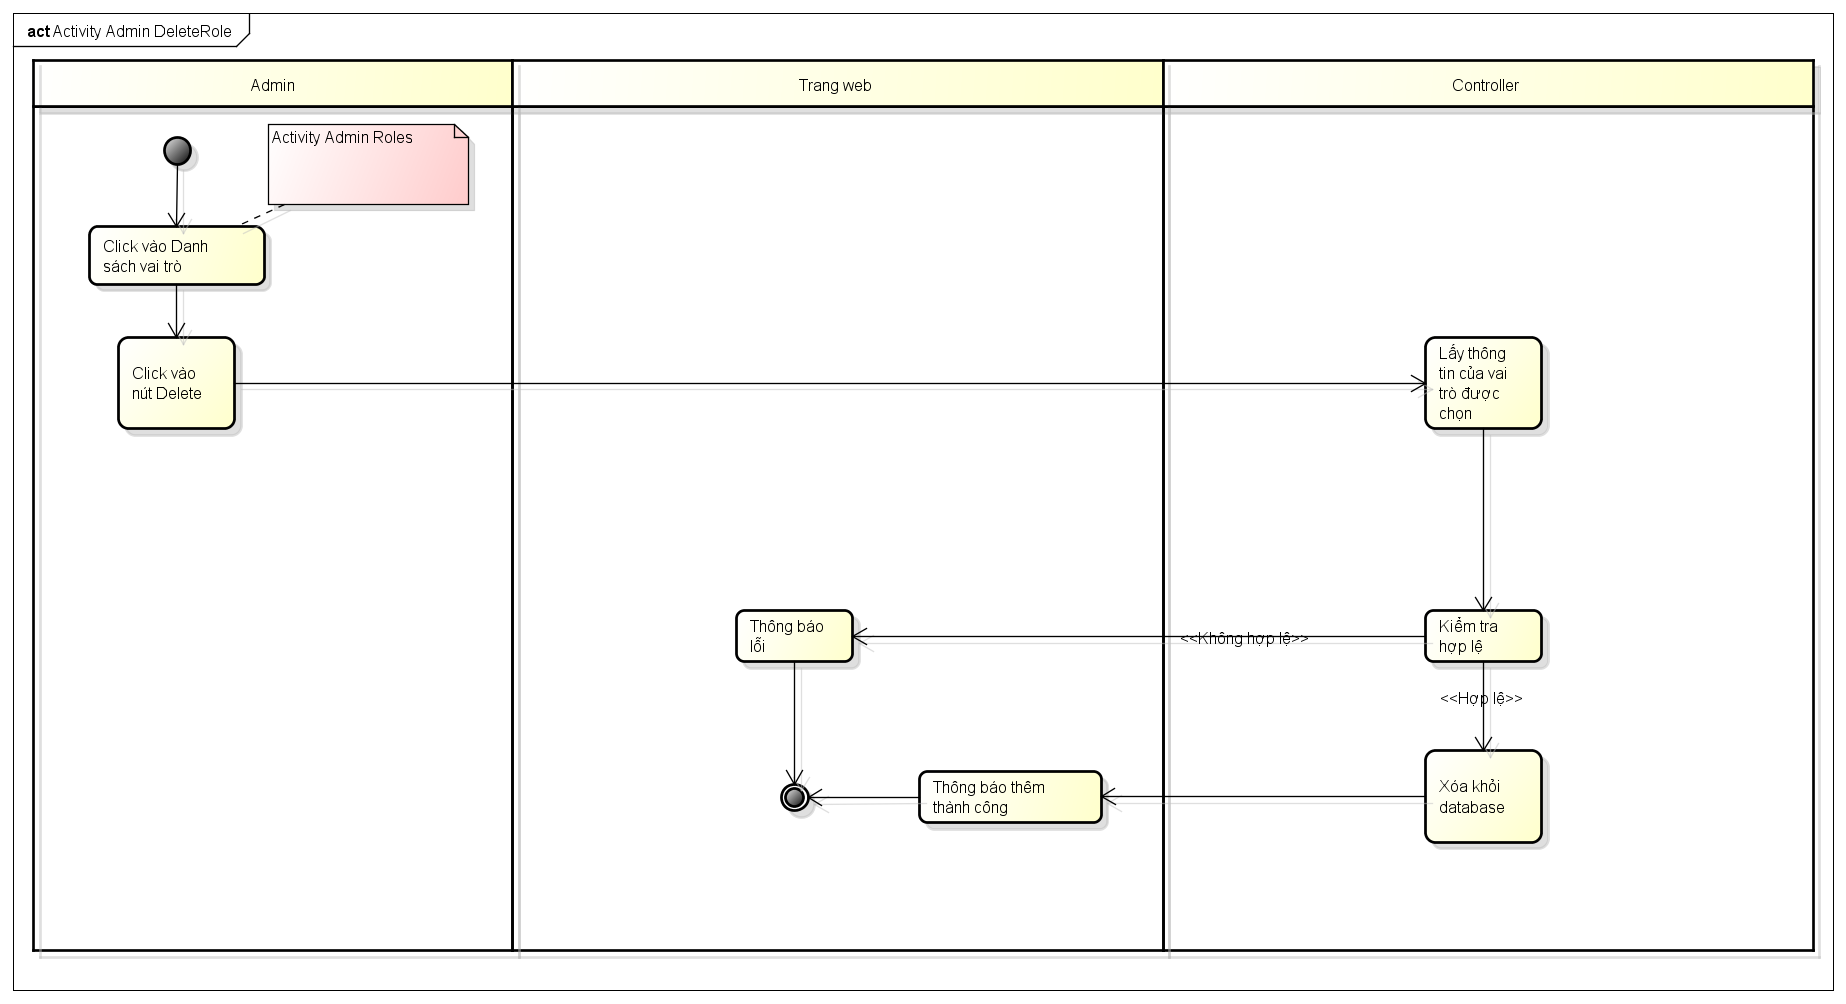 act Activity Admin DeleteRole
Admin
Trang web
Controller
Activity Admin Roles
Click vào Danh
sách vai trò
Click vào
nút Delete
Lấy thông
tin của vai
trò được
chọn
Thông báo
lỗi
<<Không hợp lệ>>
Kiểm tra
hợp lệ
<<Hợp lệ>>
Thông báo thêm
thành công
Xóa khỏi
database